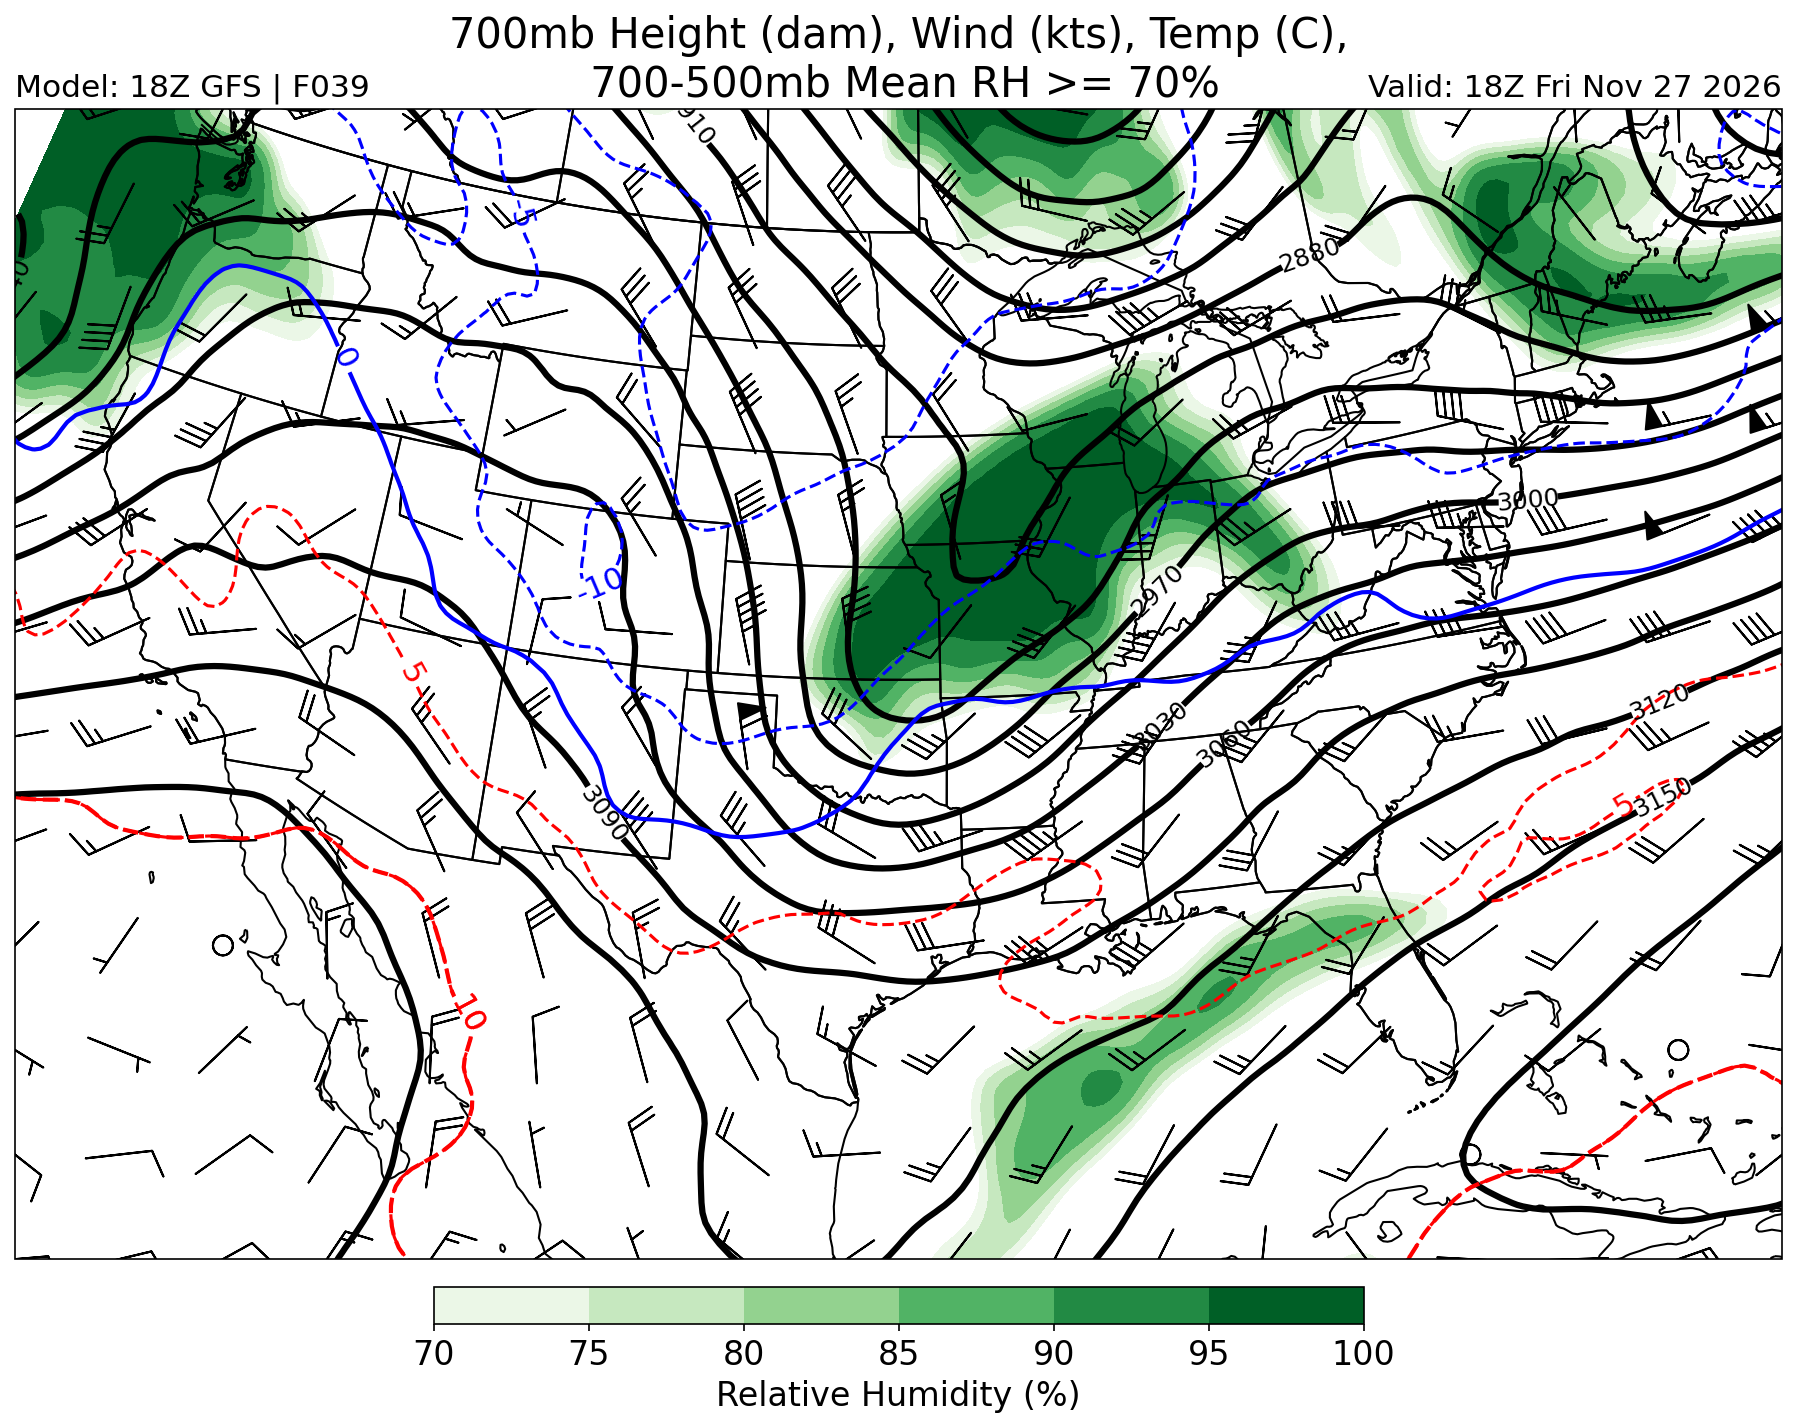 700mb Height (dam), Wind (kts), Temp (C),
700-500mb Mean RH >= 70%
Model: 18Z GFS | F039
Valid: 18Z Fri Nov 27 2026
2880
-5
0
3000
-10
2970
5
3120
3030
3060
3090
5
3150
10
70 75 80 85 90 95 100
Relative Humidity (%)